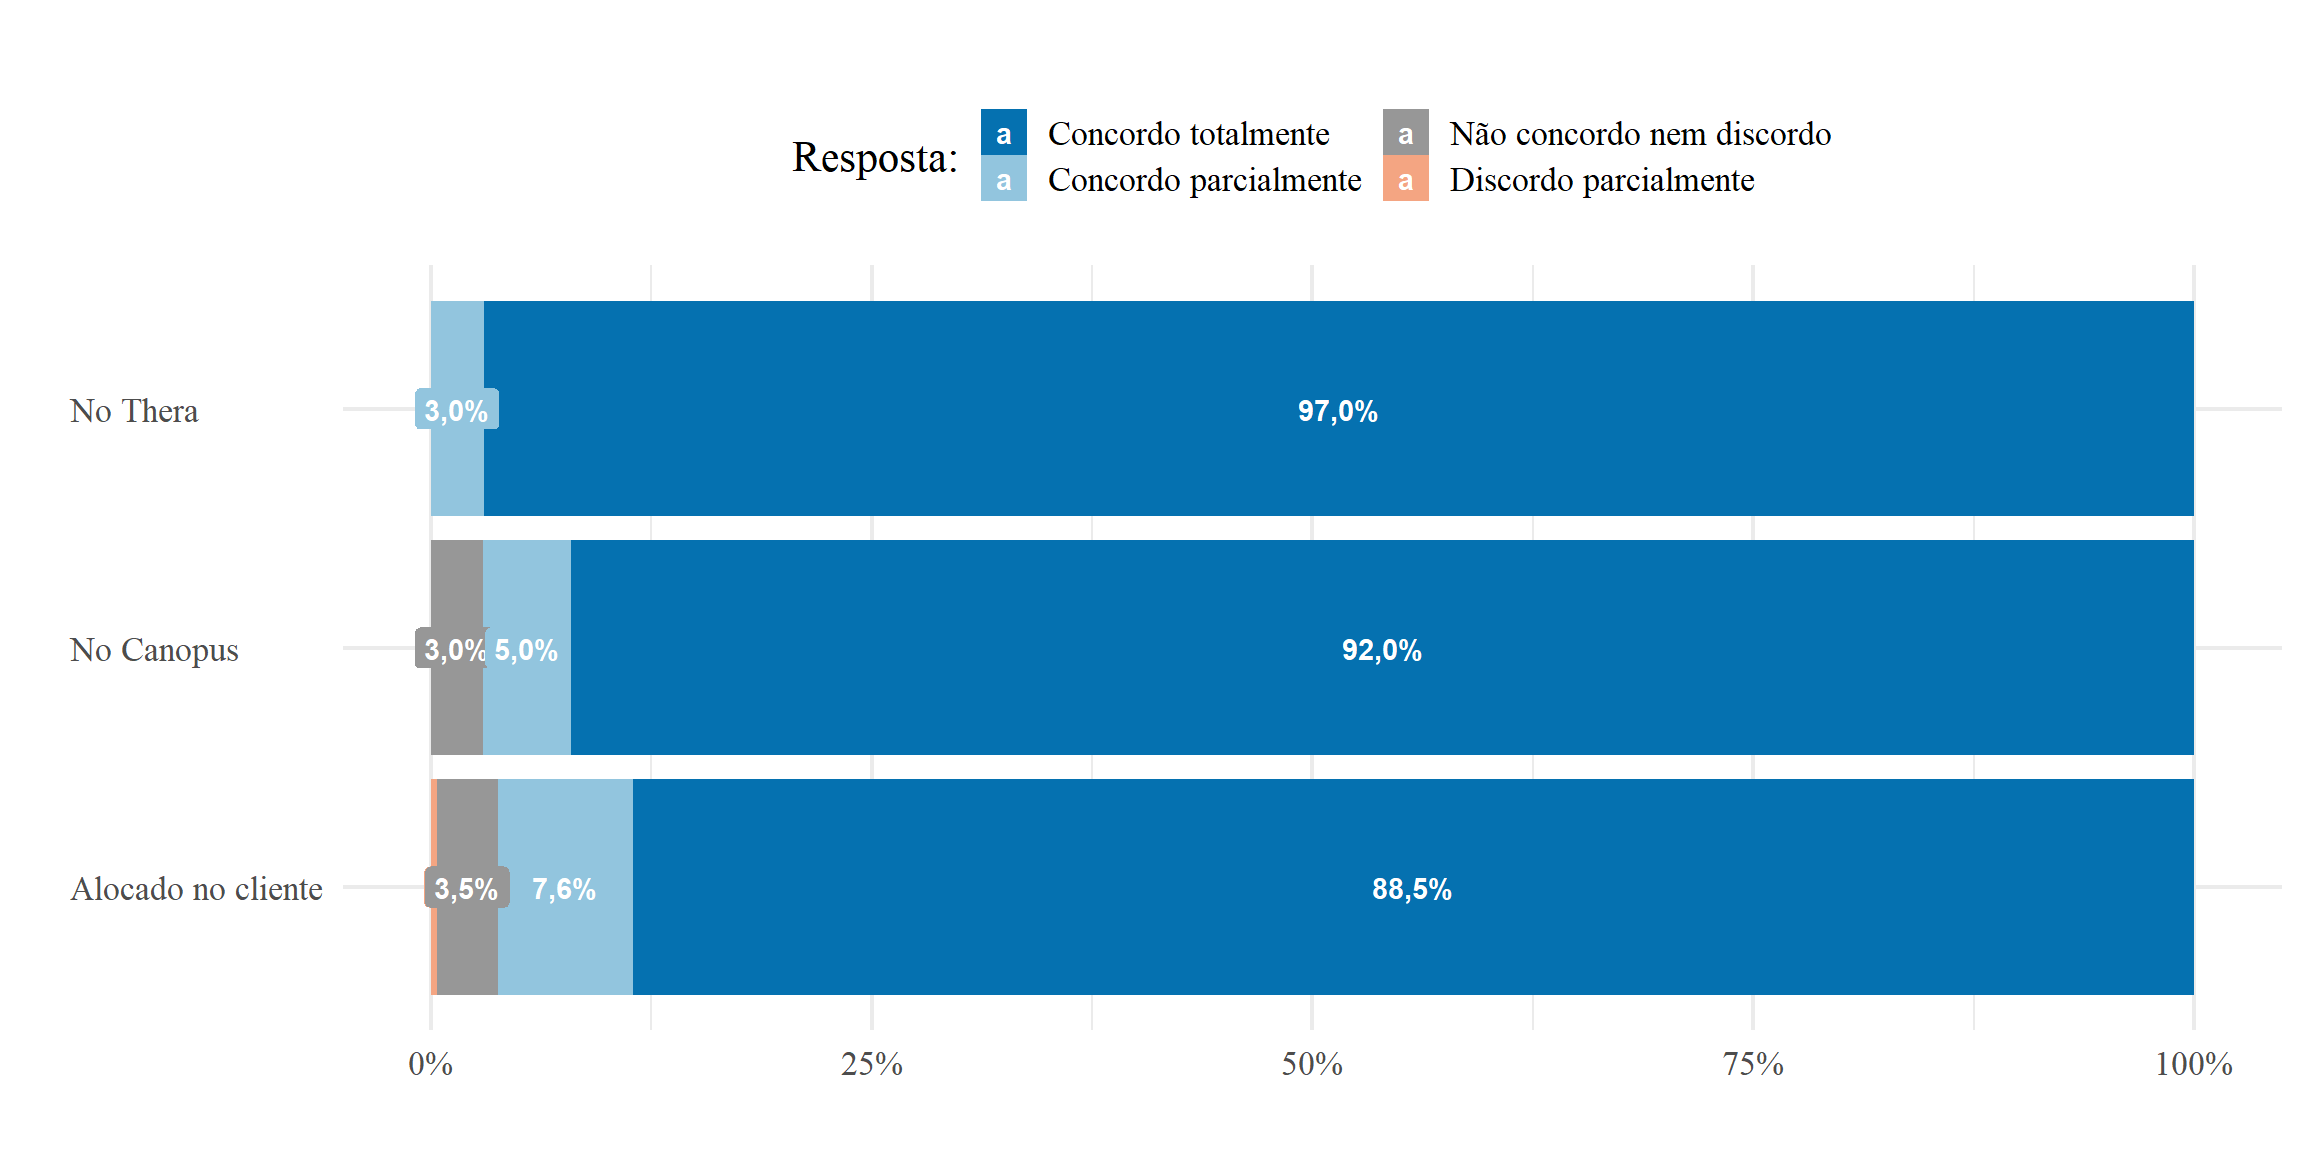 Resposta:
a Concordo totalmente
a Concordo parcialmente
a Não concordo nem discordo
a Discordo parcialmente
No Thera
3,0%
97,0%
No Canopus
3,0%
5,0%
92,0%
Alocado no cliente
3,5%
7,6%
88,5%
0% 25% 50% 75% 100%